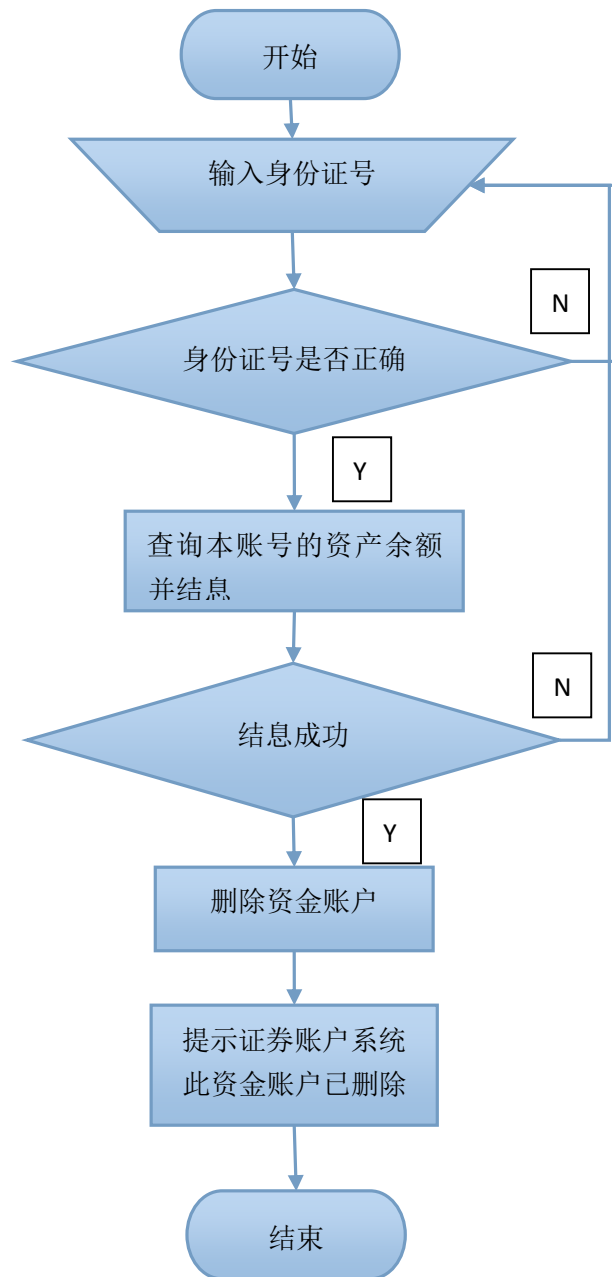 开始
输入身份证号
N
身份证号是否正确
Y
查询本账号的资产余额
并结息
N
结息成功
Y
删除资金账户
提示证券账户系统
此资金账户已删除
结束